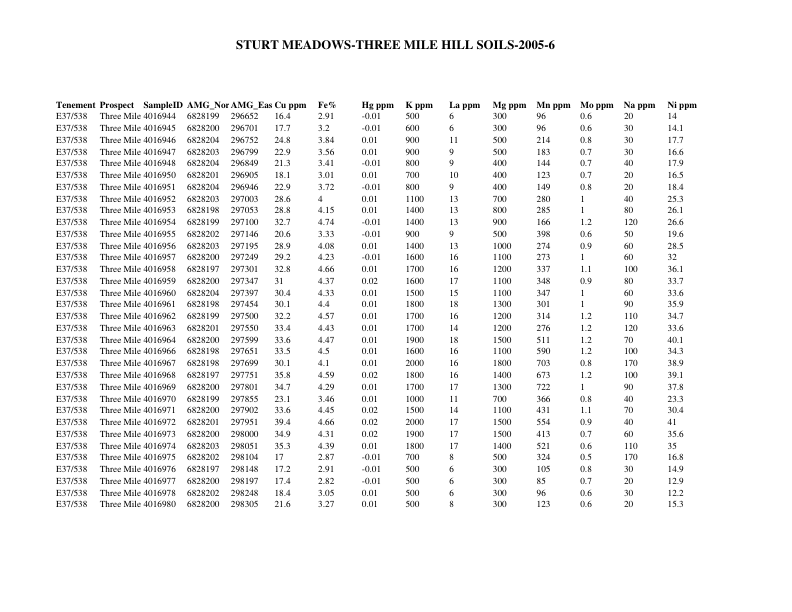 STURT MEADOWS-THREE MILE HILL SOILS-2005-6
Tenement Prospect SampleID AMG_Nor AMG_Eas Cu ppm Fe% Hg ppm K ppm La ppm Mg ppm Mn ppm Mo ppm Na ppm Ni ppm
E37/538 Three Mile 4016944 6828199 296652 16.4 2.91 -0.01 500 6 300 96 0.6 20 14
E37/538 Three Mile 4016945 6828200 296701 17.7 3.2 -0.01 600 6 300 96 0.6 30 14.1
E37/538 Three Mile 4016946 6828204 296752 24.8 3.84 0.01 900 11 500 214 0.8 30 17.7
E37/538 Three Mile 4016947 6828203 296799 22.9 3.56 0.01 900 9 500 183 0.7 30 16.6
E37/538 Three Mile 4016948 6828204 296849 21.3 3.41 -0.01 800 9 400 144 0.7 40 17.9
E37/538 Three Mile 4016950 6828201 296905 18.1 3.01 0.01 700 10 400 123 0.7 20 16.5
E37/538 Three Mile 4016951 6828204 296946 22.9 3.72 -0.01 800 9 400 149 0.8 20 18.4
E37/538 Three Mile 4016952 6828203 297003 28.6 4 0.01 1100 13 700 280 1 40 25.3
E37/538 Three Mile 4016953 6828198 297053 28.8 4.15 0.01 1400 13 800 285 1 80 26.1
E37/538 Three Mile 4016954 6828199 297100 32.7 4.74 -0.01 1400 13 900 166 1.2 120 26.6
E37/538 Three Mile 4016955 6828202 297146 20.6 3.33 -0.01 900 9 500 398 0.6 50 19.6
E37/538 Three Mile 4016956 6828203 297195 28.9 4.08 0.01 1400 13 1000 274 0.9 60 28.5
E37/538 Three Mile 4016957 6828200 297249 29.2 4.23 -0.01 1600 16 1100 273 1 60 32
E37/538 Three Mile 4016958 6828197 297301 32.8 4.66 0.01 1700 16 1200 337 1.1 100 36.1
E37/538 Three Mile 4016959 6828200 297347 31 4.37 0.02 1600 17 1100 348 0.9 80 33.7
E37/538 Three Mile 4016960 6828204 297397 30.4 4.33 0.01 1500 15 1100 347 1 60 33.6
E37/538 Three Mile 4016961 6828198 297454 30.1 4.4 0.01 1800 18 1300 301 1 90 35.9
E37/538 Three Mile 4016962 6828199 297500 32.2 4.57 0.01 1700 16 1200 314 1.2 110 34.7
E37/538 Three Mile 4016963 6828201 297550 33.4 4.43 0.01 1700 14 1200 276 1.2 120 33.6
E37/538 Three Mile 4016964 6828200 297599 33.6 4.47 0.01 1900 18 1500 511 1.2 70 40.1
E37/538 Three Mile 4016966 6828198 297651 33.5 4.5 0.01 1600 16 1100 590 1.2 100 34.3
E37/538 Three Mile 4016967 6828198 297699 30.1 4.1 0.01 2000 16 1800 703 0.8 170 38.9
E37/538 Three Mile 4016968 6828197 297751 35.8 4.59 0.02 1800 16 1400 673 1.2 100 39.1
E37/538 Three Mile 4016969 6828200 297801 34.7 4.29 0.01 1700 17 1300 722 1 90 37.8
E37/538 Three Mile 4016970 6828199 297855 23.1 3.46 0.01 1000 11 700 366 0.8 40 23.3
E37/538 Three Mile 4016971 6828200 297902 33.6 4.45 0.02 1500 14 1100 431 1.1 70 30.4
E37/538 Three Mile 4016972 6828201 297951 39.4 4.66 0.02 2000 17 1500 554 0.9 40 41
E37/538 Three Mile 4016973 6828200 298000 34.9 4.31 0.02 1900 17 1500 413 0.7 60 35.6
E37/538 Three Mile 4016974 6828203 298051 35.3 4.39 0.01 1800 17 1400 521 0.6 110 35
E37/538 Three Mile 4016975 6828202 298104 17 2.87 -0.01 700 8 500 324 0.5 170 16.8
E37/538 Three Mile 4016976 6828197 298148 17.2 2.91 -0.01 500 6 300 105 0.8 30 14.9
E37/538 Three Mile 4016977 6828200 298197 17.4 2.82 -0.01 500 6 300 85 0.7 20 12.9
E37/538 Three Mile 4016978 6828202 298248 18.4 3.05 0.01 500 6 300 96 0.6 30 12.2
E37/538 Three Mile 4016980 6828200 298305 21.6 3.27 0.01 500 8 300 123 0.6 20 15.3